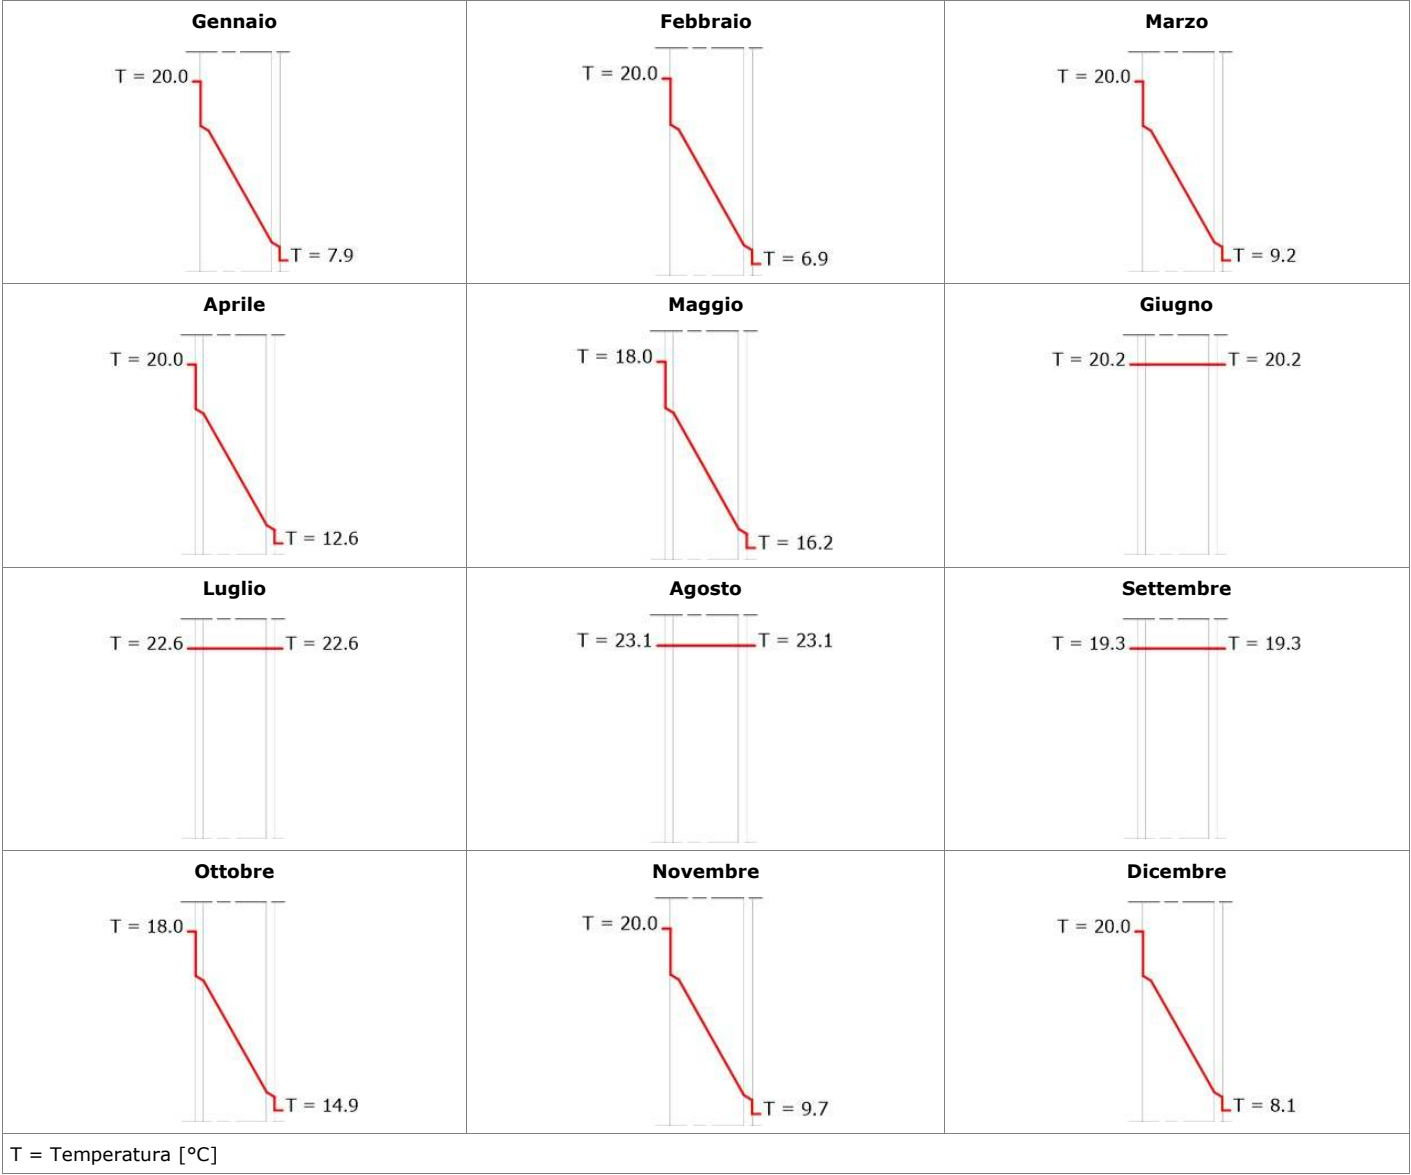 Gennaio
T = 20.0
T = 7.9
Febbraio
T = 20.0
T = 6.9
Marzo
T = 20.0
T = 9.2
Aprile
T = 20.0
T = 12.6
Maggio
T = 18.0
T = 16.2
Giugno
T = 20.2 T = 20.2
Luglio
T = 22.6 T = 22.6
Agosto
T = 23.1 T = 23.1
Settembre
T = 19.3 T = 19.3
Ottobre
T = 18.0
T = 14.9
Novembre
T = 20.0
T = 9.7
Dicembre
T = 20.0
T = 8.1
T = Temperatura [°C]